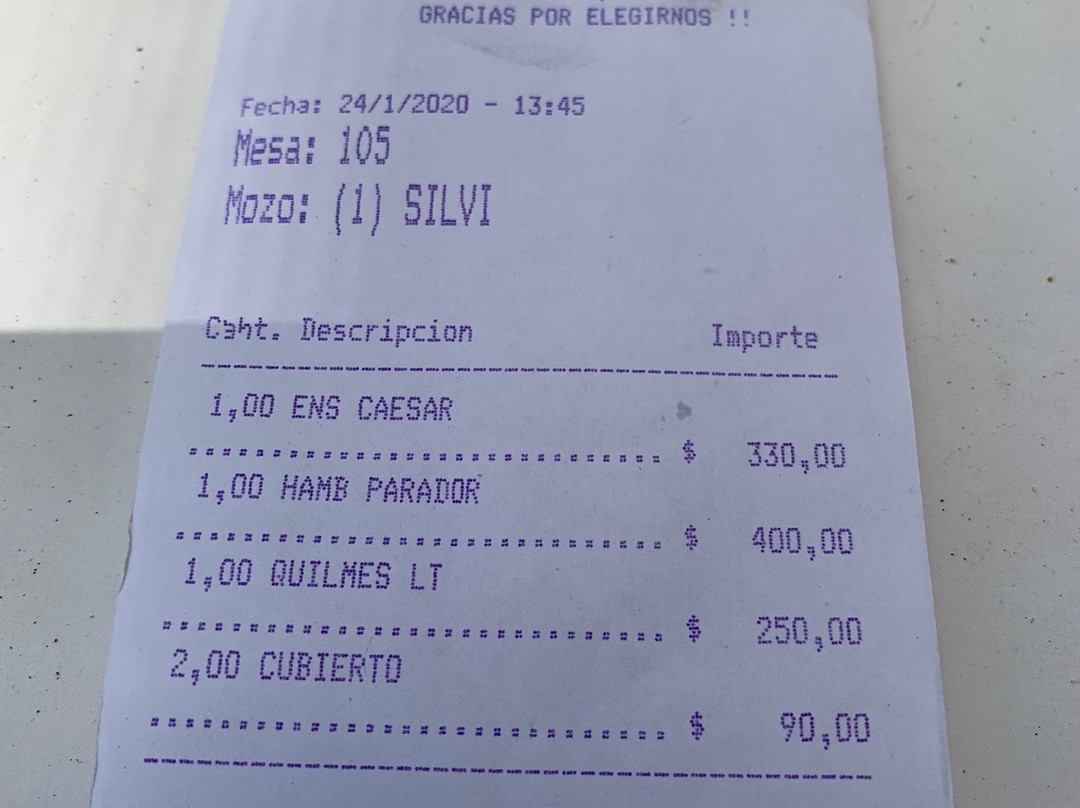 GRACIAS POR ELEGIRNOS !!
Fecha: 24/1/2020 - 13:45
Mesa: 105
Mozo: (1) SILVI
Cant. Descripcion Importe
1,00 ENS CAESAR
$ 330,00
1,00 HAMB PARADOR
$ 400,00
1,00 QUILMES LT
$ 250,00
2,00 CUBIERTO
$ 90,00